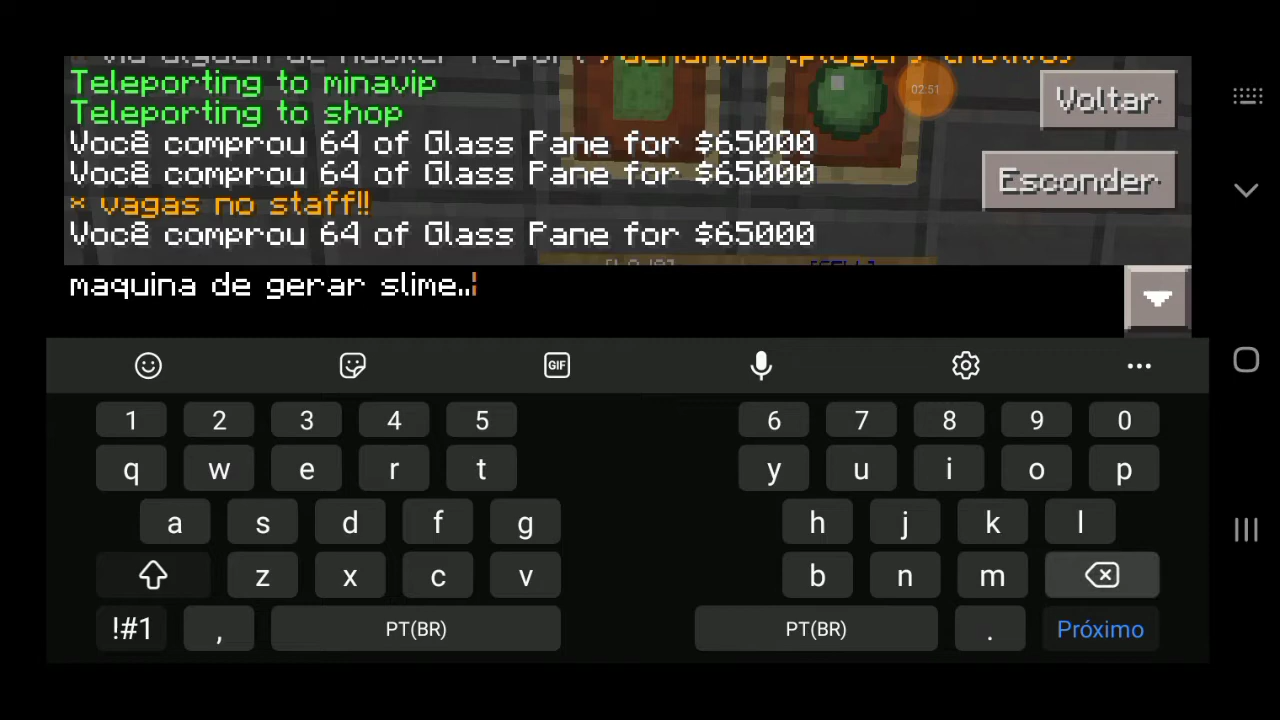 Teleporting to minavip
Teleporting to shop
Você comprou 64 of Glass Pane for $65000
Você comprou 64 of Glass Pane for $65000
× vagas no staff!!
Você comprou 64 of Glass Pane for $65000
maquina de gerar slime..
02:51
Voltar
Esconder
GIF
1 2 3 4 5 6 7 8 9 0
q w e r t y u i o p
a s d f g h j k l
z x c v b n m
!#1 , PT(BR) PT(BR) . Próximo